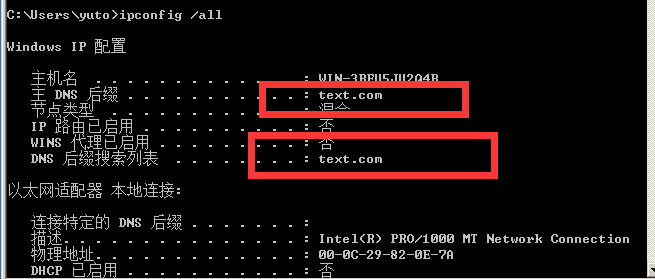 C:\Users\yuto>ipconfig /all
Windows IP 配置
主机名 . . . . . . . . . . . . . :
主 DNS 后缀 . . . . . . . . . . . : text.com
节点类型 . . . . . . . . . . . . : 混合
IP 路由已启用 . . . . . . . . . . : 否
WINS 代理已启用 . . . . . . . . . : 否
DNS 后缀搜索列表 . . . . . . . . : text.com
以太网适配器 本地连接:
连接特定的 DNS 后缀 . . . . . . . :
描述. . . . . . . . . . . . . . . : Intel(R) PRO/1000 MT Network Connection
物理地址. . . . . . . . . . . . . : 00-0C-29-82-0E-7A
DHCP 已启用 . . . . . . . . . . . : 否